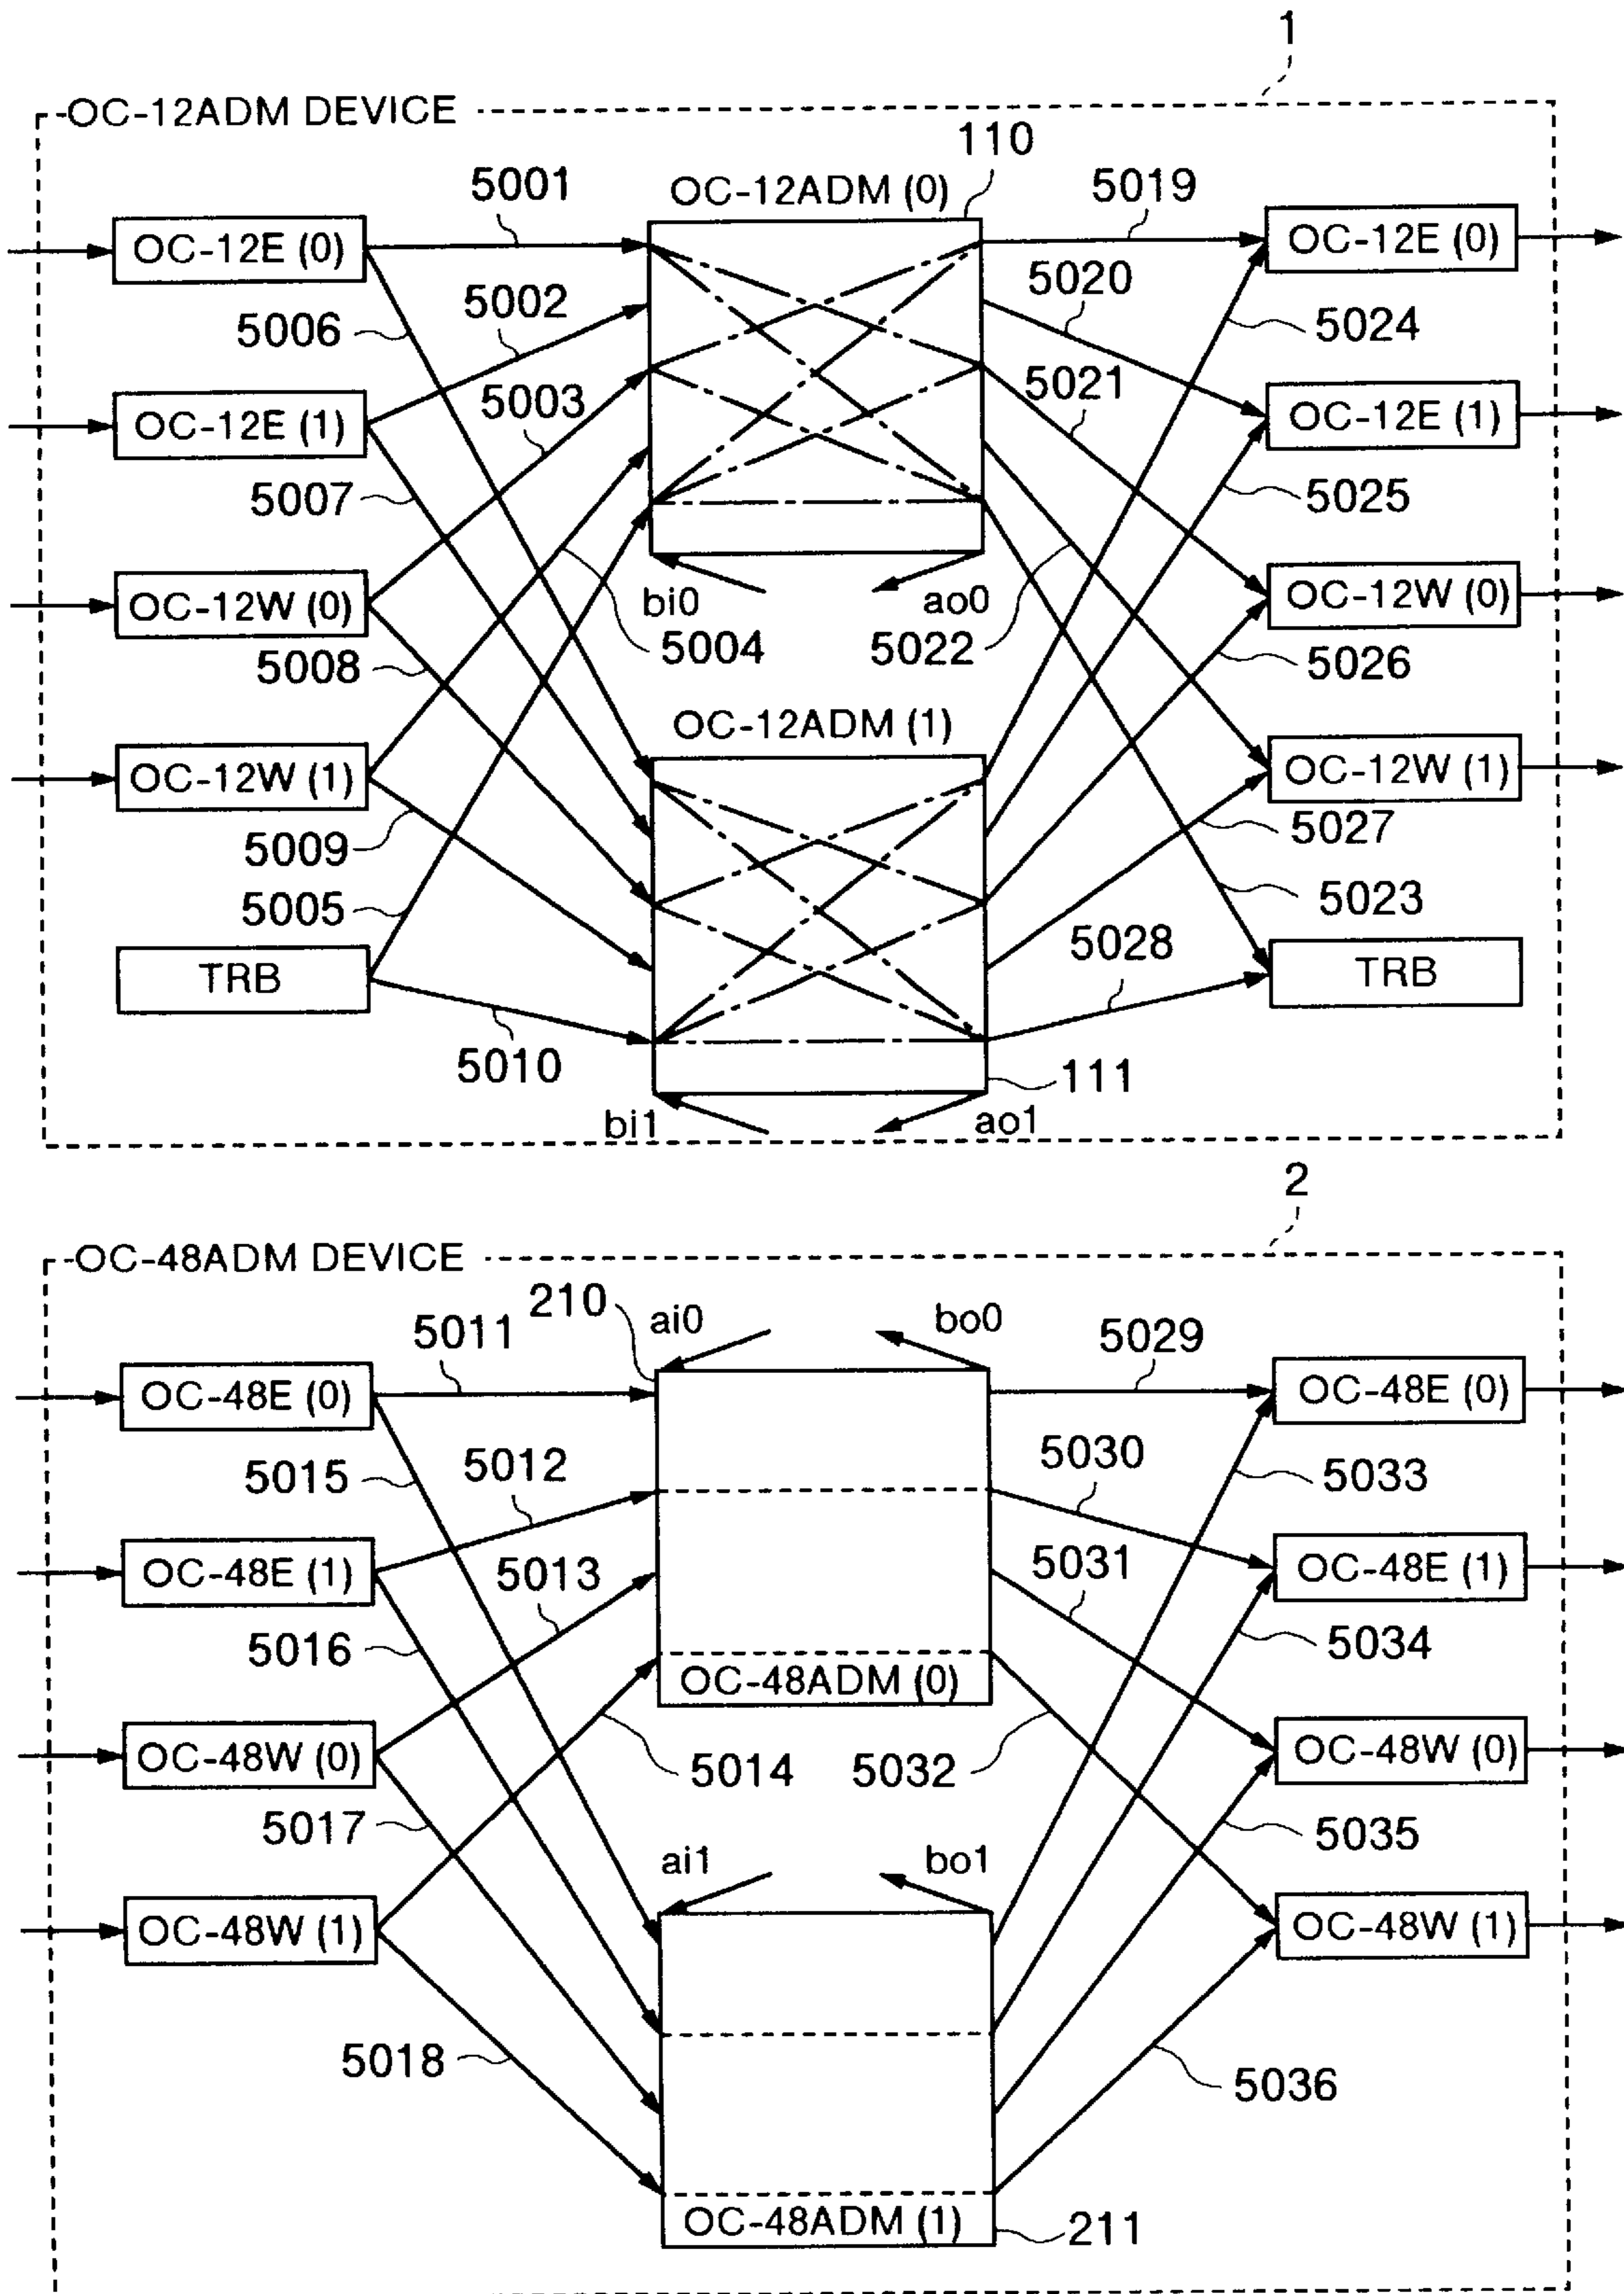 1
OC-12ADM DEVICE
110
5001
OC-12ADM (0)
5019
OC-12E (0)
OC-12E (0)
5006
5002
5020
5024
5003
5021
OC-12E (1)
OC-12E (1)
5007
5025
OC-12W (0)
bi0
ao0
OC-12W (0)
5008
5004
5022
5026
OC-12ADM (1)
OC-12W (1)
OC-12W (1)
5009
5027
5005
5023
TRB
5028
TRB
5010
111
bi1
ao1
2
OC-48ADM DEVICE
210
5011
ai0
bo0
5029
OC-48E (0)
OC-48E (0)
5015
5012
5030
5033
OC-48E (1)
5013
5031
OC-48E (1)
5016
5034
OC-48ADM (0)
OC-48W (0)
5014
5032
OC-48W (0)
5017
5035
ai1
bo1
OC-48W (1)
OC-48W (1)
5018
5036
OC-48ADM (1)
211